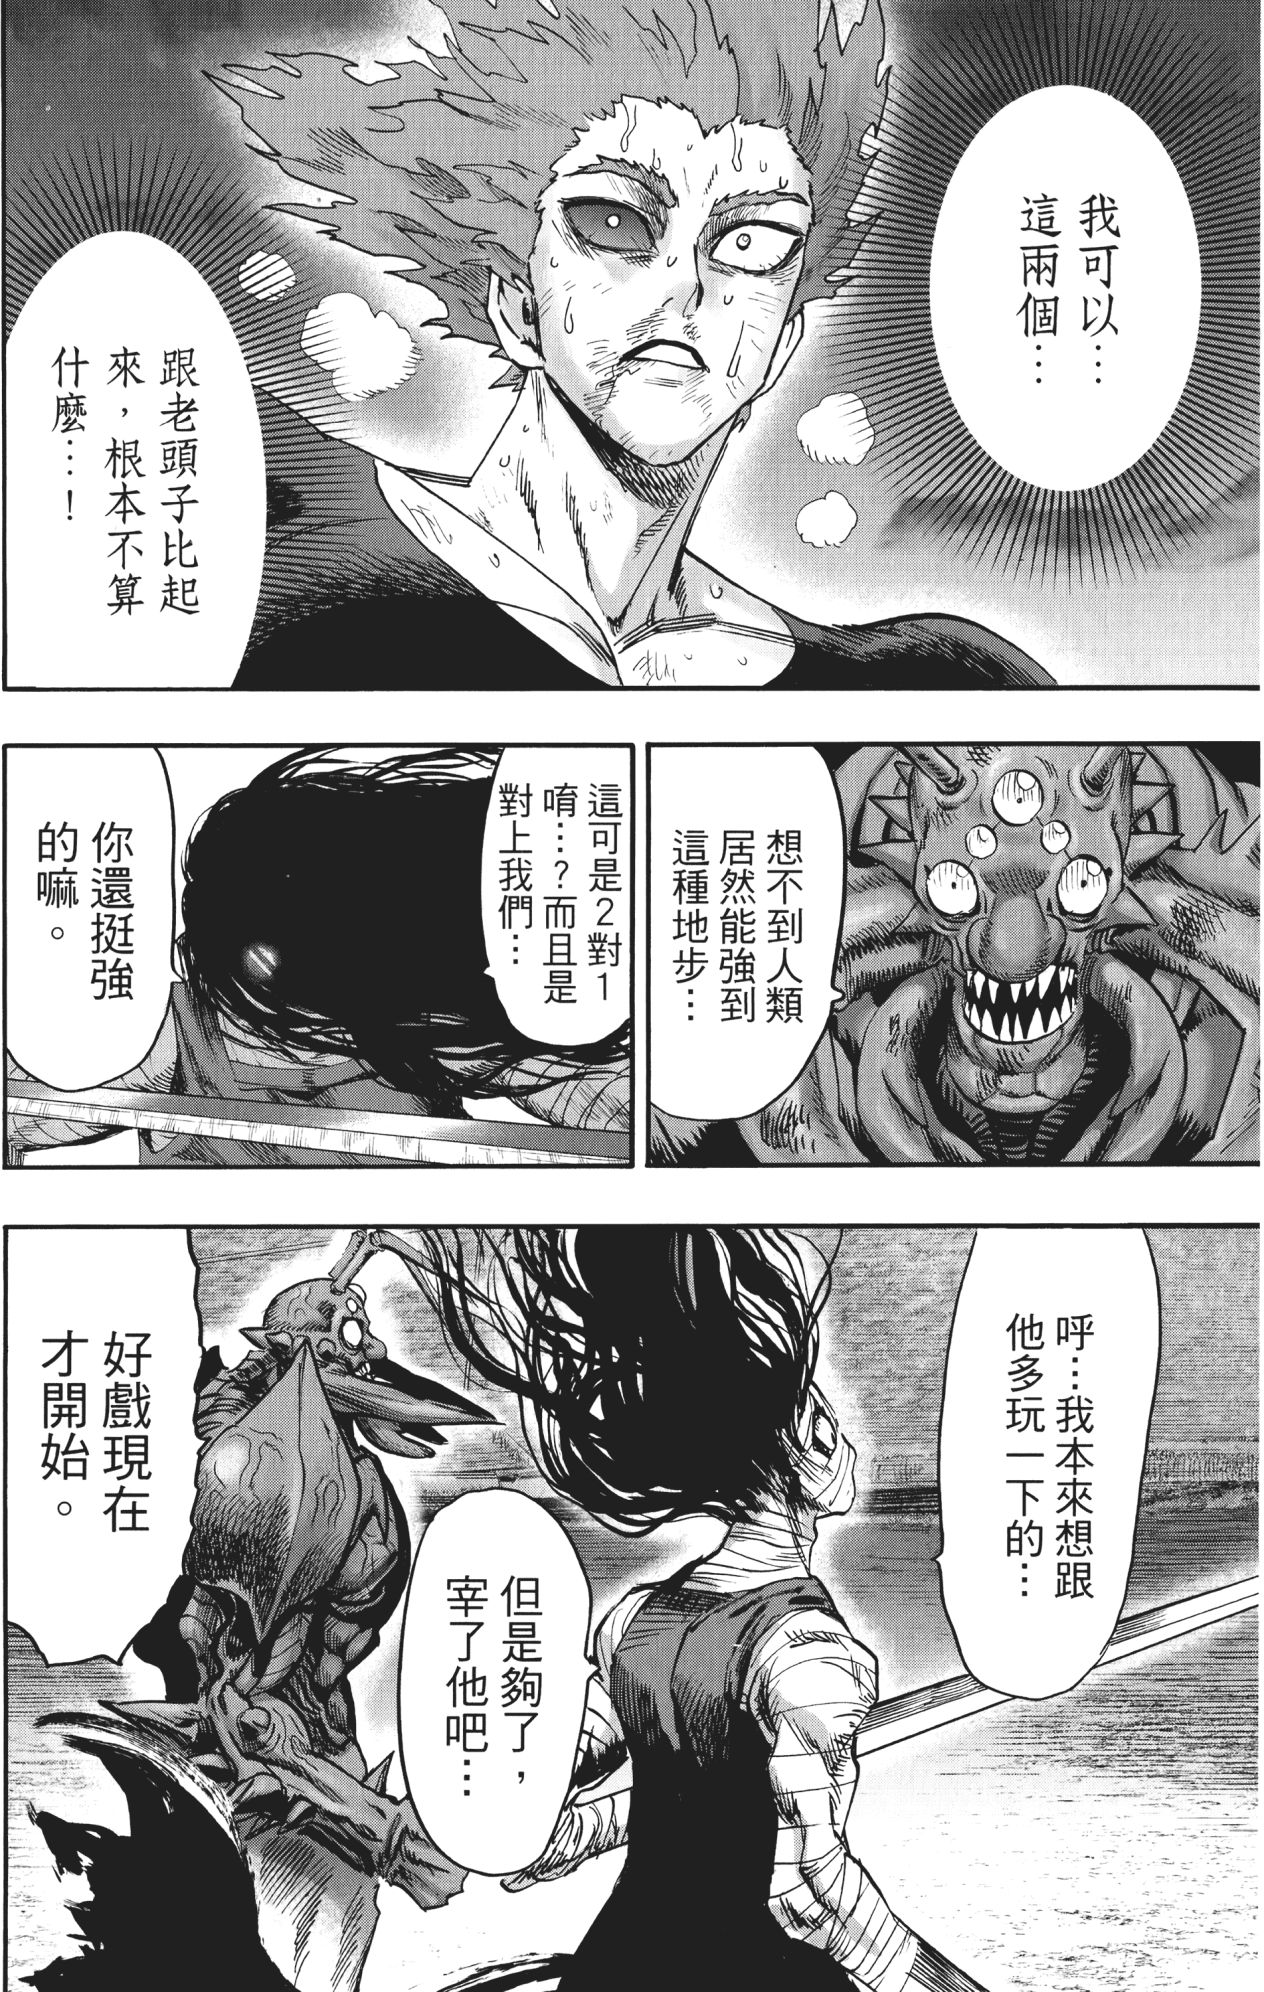 我可以…
這兩個…
跟老頭子比起
來，根本不算
什麼…！
想不到人類
居然能強到
這種地步…
這可是2對1
唷…？而且是
對上我們…
你還挺強
的嘛。
呼…我本來想跟
他多玩一下的…
但是夠了，
宰了他吧…
好戲現在
才開始。